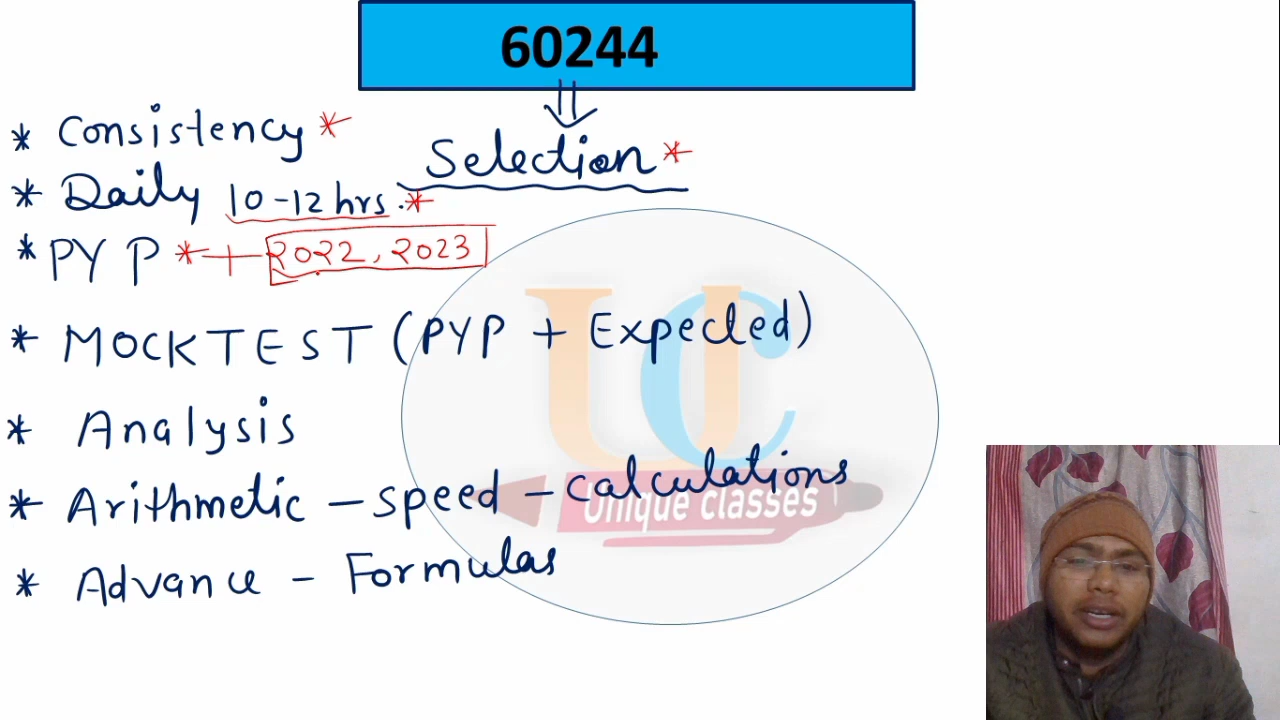 60244
* Consistency *
Selection *
* Daily 10-12 hrs. *
* PYP * + 2022, 2023
* MOCKTEST (PYP + Expected)
* Analysis
* Arithmetic - speed - calculations
Unique classes
* Advance - Formulas